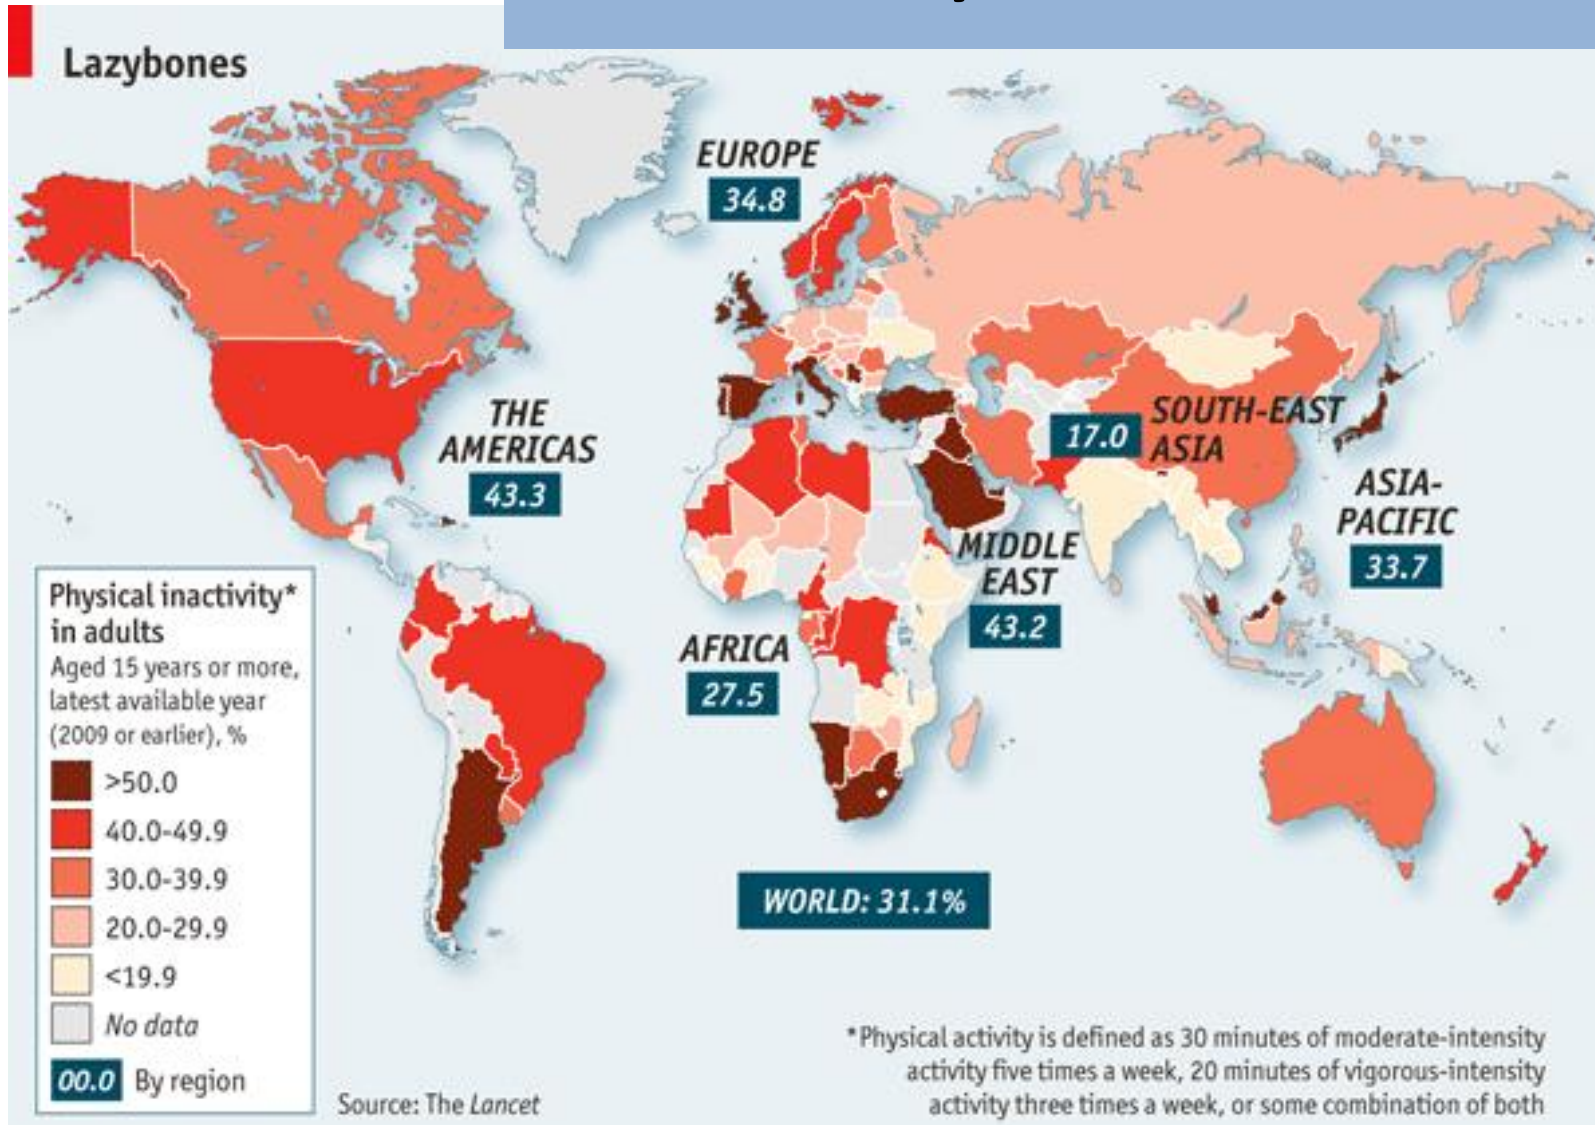 Lazybones
EUROPE
34.8
THE
AMERICAS
43.3
17.0
SOUTH-EAST
ASIA
ASIA-
PACIFIC
33.7
MIDDLE
EAST
43.2
AFRICA
27.5
WORLD: 31.1%
Physical inactivity*
in adults
Aged 15 years or more,
latest available year
(2009 or earlier), %
>50.0
40.0-49.9
30.0-39.9
20.0-29.9
<19.9
No data
00.0 By region
Source: The Lancet
*Physical activity is defined as 30 minutes of moderate-intensity
activity five times a week, 20 minutes of vigorous-intensity
activity three times a week, or some combination of both